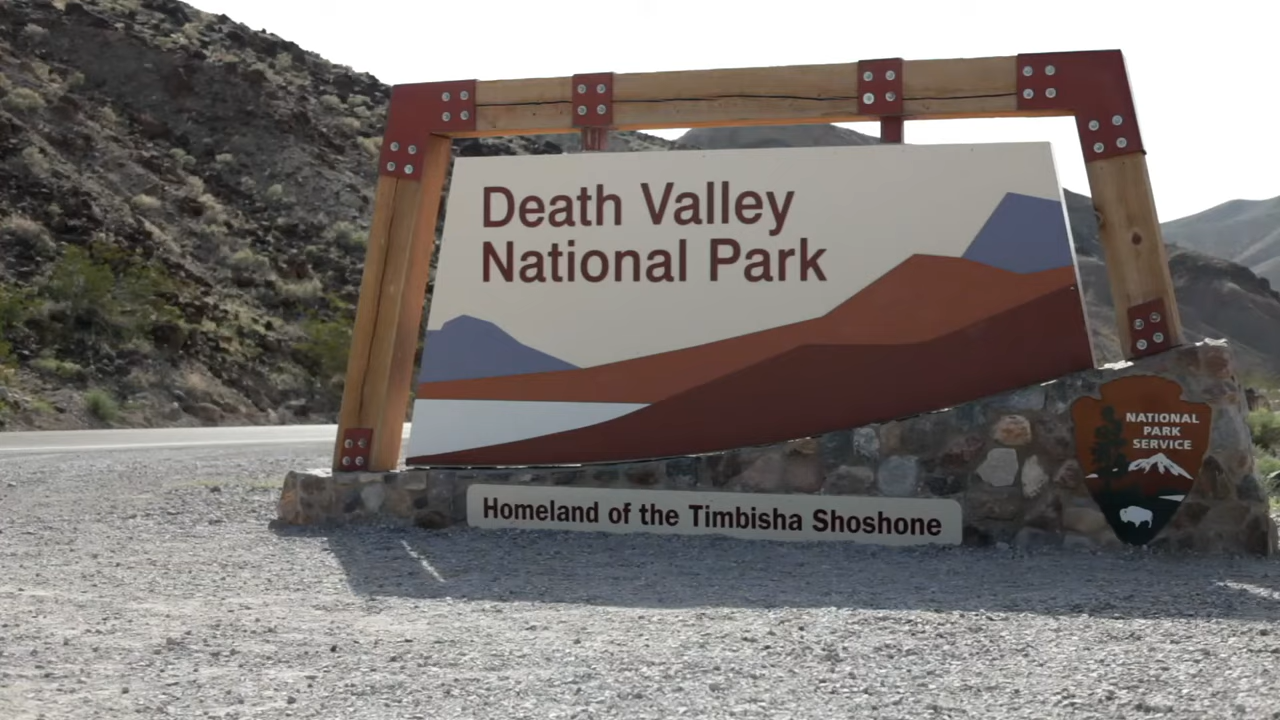 Death Valley
National Park
NATIONAL
PARK
SERVICE
Homeland of the Timbisha Shoshone